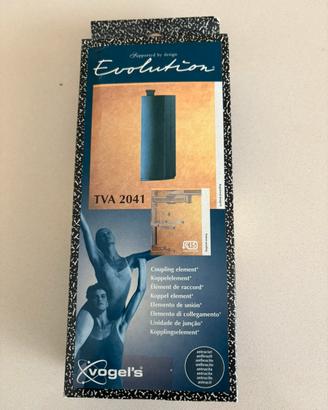 Supported by design
Evolution
TVA 2041
Coupling element*
Koppelelement*
Élément de raccord*
Koppel element*
Elemento de unión*
Elemento di collegamento*
Unidade de junção*
Kopplingselement*
vogel's